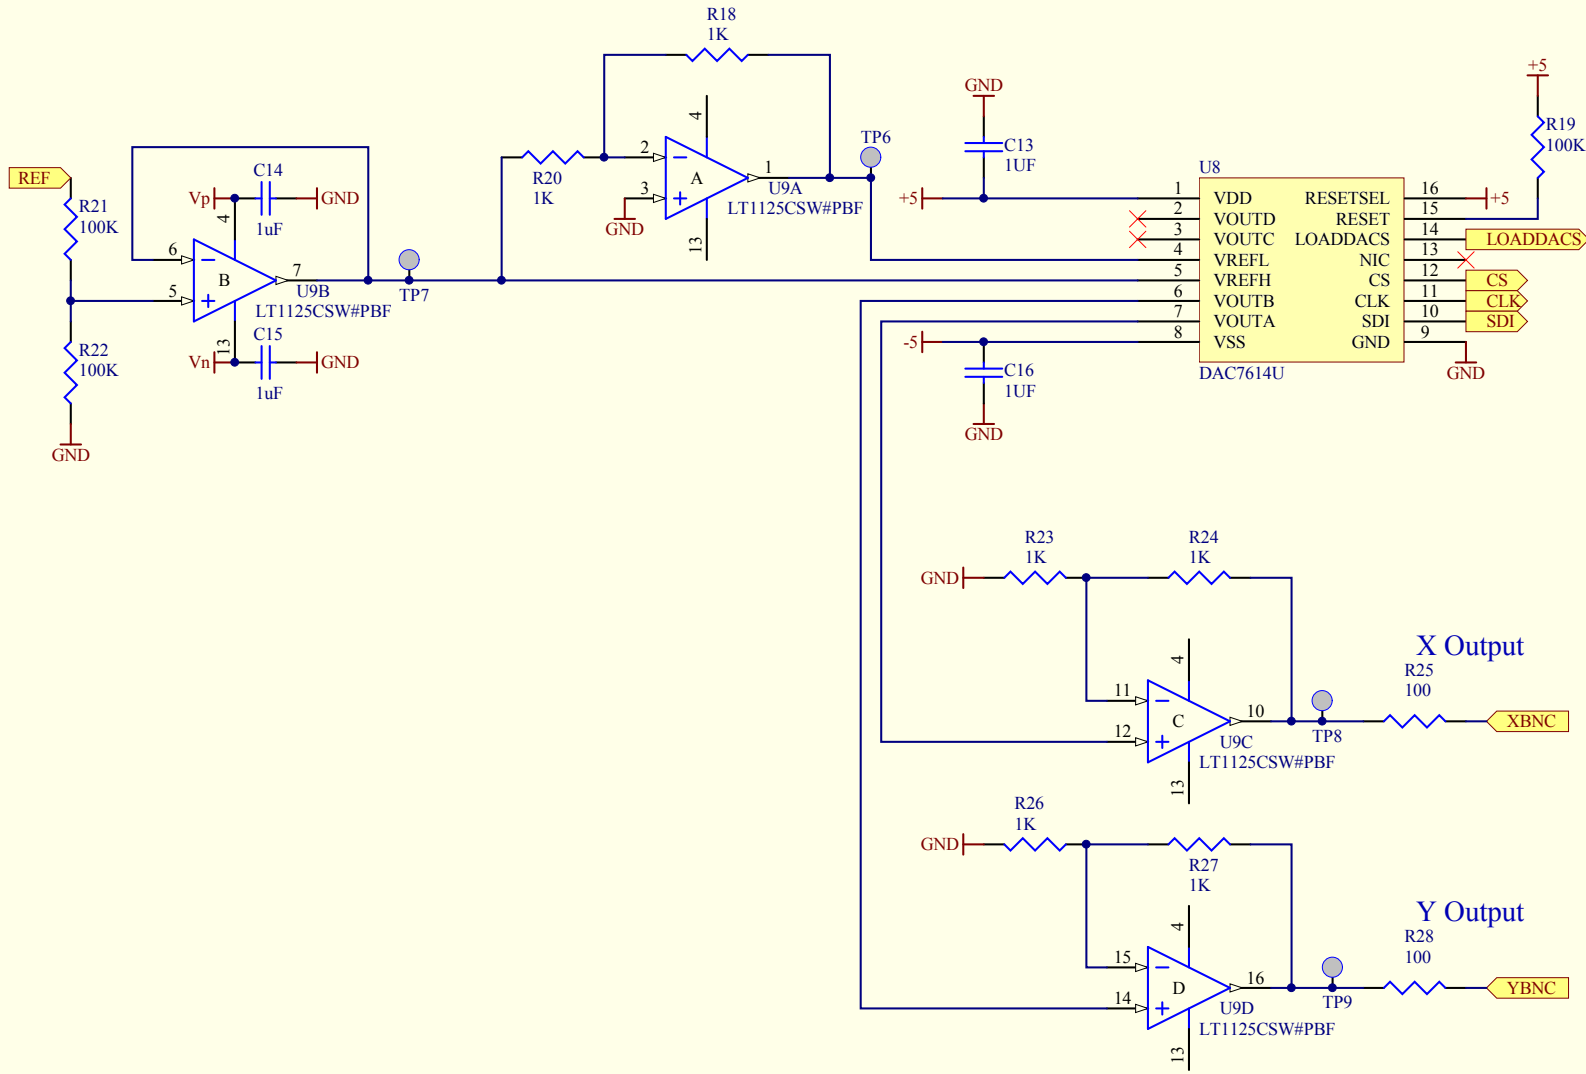 R18
1K
4
2
3
A
1
U9A
LT1125CSW#PBF
13
GND
R20
1K
TP6
REF
R21
100K
R22
100K
GND
Vp
C14
1uF
GND
4
6
5
B
7
U9B
LT1125CSW#PBF
13
Vn
C15
1uF
GND
TP7
GND
C13
1UF
+5
-5
C16
1UF
GND
U8
1 VDD RESETSEL 16
2 VOUTD RESET 15
3 VOUTC LOADDACS 14
4 VREFL NIC 13
5 VREFH CS 12
6 VOUTB CLK 11
7 VOUTA SDI 10
8 VSS GND 9
DAC7614U
+5
R19
100K
+5
LOADDACS
CS
CLK
SDI
GND
R23
1K
R24
1K
GND
4
11
12
C
10
U9C
LT1125CSW#PBF
13
TP8
X Output
R25
100
XBNC
R26
1K
GND
R27
1K
4
15
14
D
16
U9D
LT1125CSW#PBF
13
TP9
Y Output
R28
100
YBNC